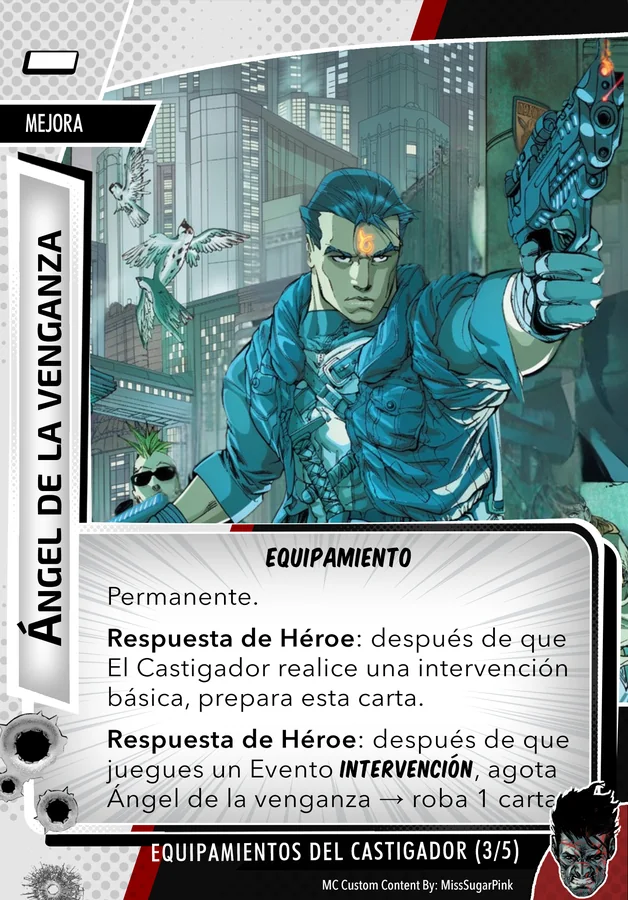 MEJORA
ÁNGEL DE LA VENGANZA
EQUIPAMIENTO
Permanente.
Respuesta de Héroe: después de que
El Castigador realice una intervención
básica, prepara esta carta.
Respuesta de Héroe: después de que
juegues un Evento INTERVENCIÓN, agota
Ángel de la venganza → roba 1 carta
EQUIPAMIENTOS DEL CASTIGADOR (3/5)
MC Custom Content By: MissSugarPink